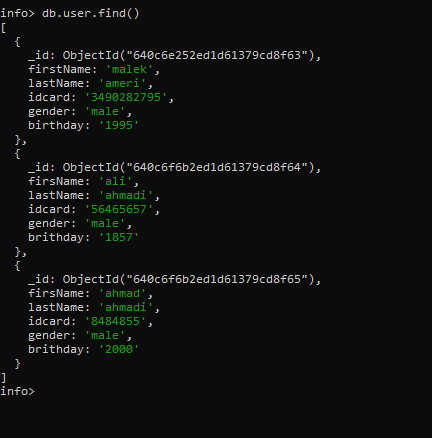 info> db.user.find()
[
  {
    _id: ObjectId("640c6e252ed1d61379cd8f63"),
    firstName: 'malek',
    lastName: 'ameri',
    idcard: '3490282795',
    gender: 'male',
    birthday: '1995'
  },
  {
    _id: ObjectId("640c6f6b2ed1d61379cd8f64"),
    firsName: 'ali',
    lastName: 'ahmadi',
    idcard: '56465657',
    gender: 'male',
    brithday: '1857'
  },
  {
    _id: ObjectId("640c6f6b2ed1d61379cd8f65"),
    firsName: 'ahmad',
    lastName: 'ahmadi',
    idcard: '8484855',
    gender: 'male',
    brithday: '2000'
  }
]
info>